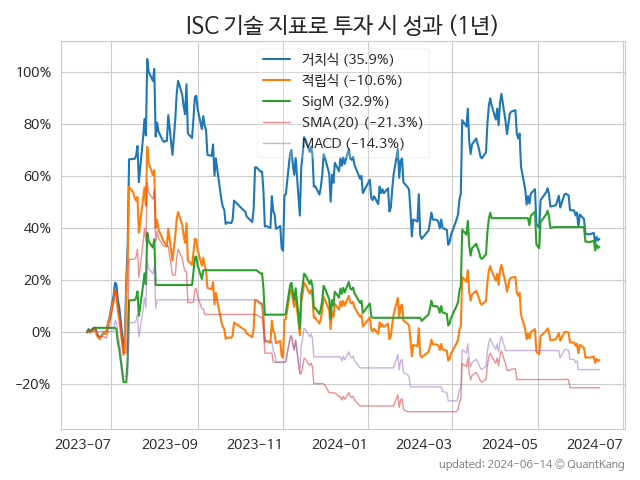 ISC 기술 지표로 투자 시 성과 (1년)
거치식 (35.9%)
적립식 (−10.6%)
SigM (32.9%)
SMA(20) (−21.3%)
MACD (−14.3%)
100%
80%
60%
40%
20%
0%
−20%
2023-07 2023-09 2023-11 2024-01 2024-03 2024-05 2024-07
updated: 2024-06-14 © QuantKang